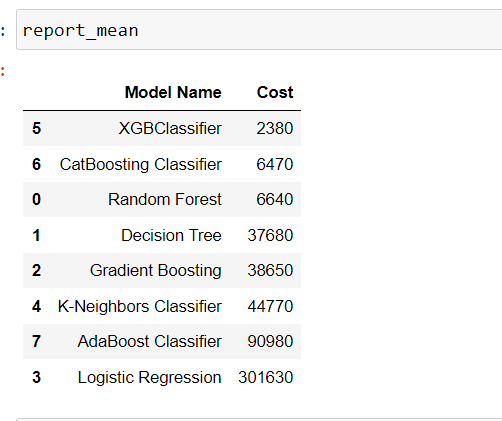 : report_mean
:
Model Name Cost
5 XGBClassifier 2380
6 CatBoosting Classifier 6470
0 Random Forest 6640
1 Decision Tree 37680
2 Gradient Boosting 38650
4 K-Neighbors Classifier 44770
7 AdaBoost Classifier 90980
3 Logistic Regression 301630